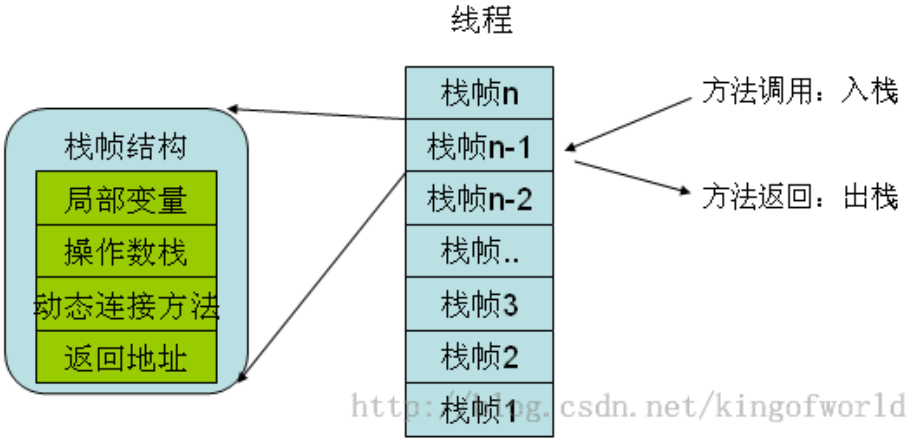 线程
栈帧n
栈帧n-1
栈帧n-2
栈帧..
栈帧3
栈帧2
栈帧1
方法调用：入栈
方法返回：出栈
栈帧结构
局部变量
操作数栈
动态连接方法
返回地址
http://blog.csdn.net/kingofworld